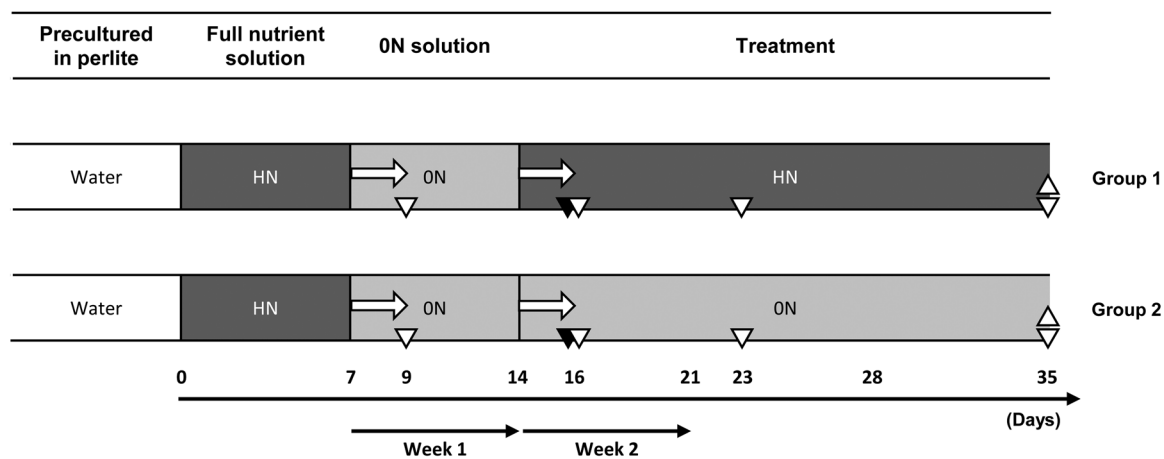 Precultured
in perlite
Full nutrient
solution
0N solution
Treatment
Water
HN
0N
HN
Group 1
Water
HN
0N
0N
Group 2
0 7 9 14 16 21 23 28 35
(Days)
Week 1 Week 2